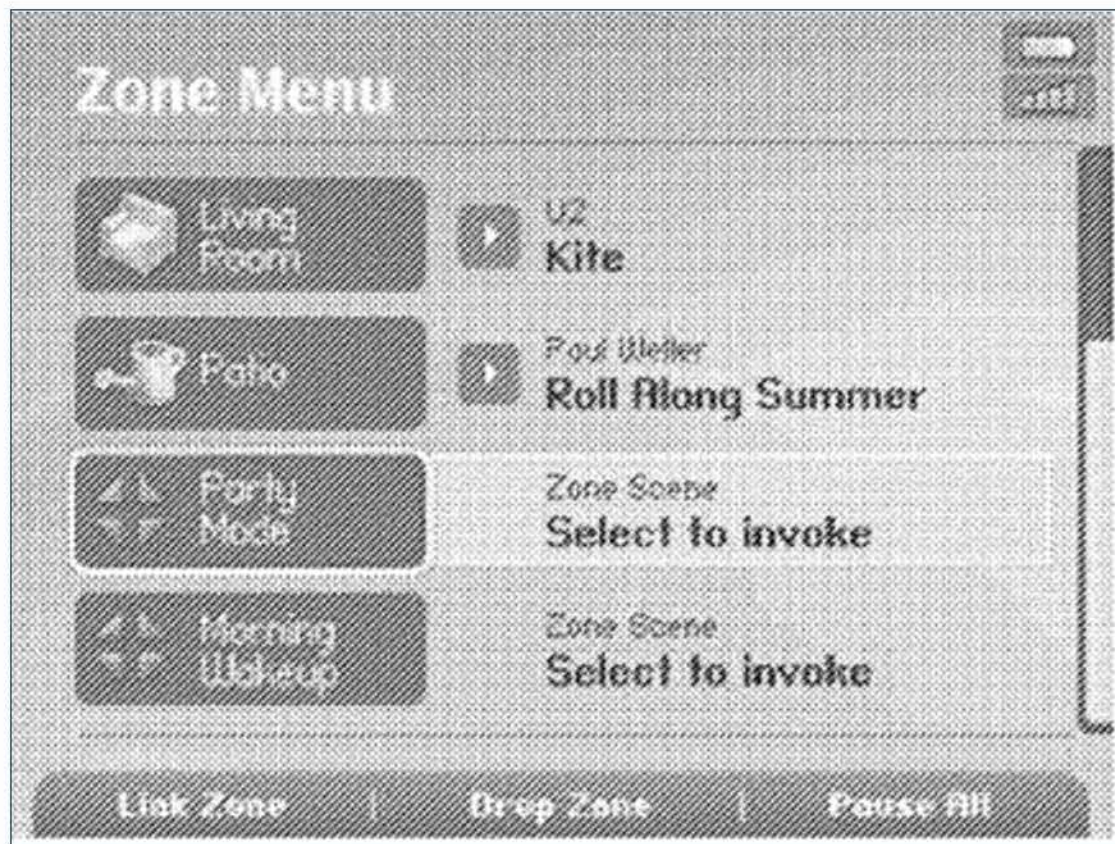 Zone Menu
Living
Room
U2
Kite
Patio
Paul Weller
Roll Along Summer
Party
Mode
Zone Scene
Select to invoke
Morning
Wakeup
Zone Scene
Select to invoke
Link Zone | Drop Zone | Pause All